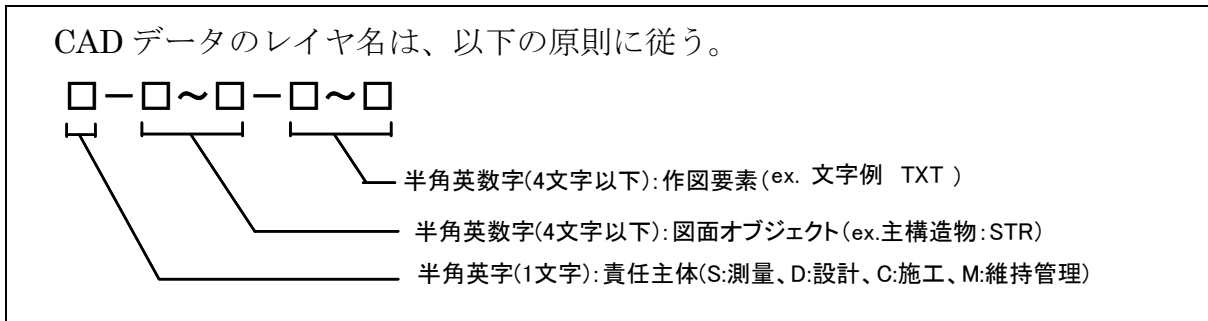 CAD データのレイヤ名は、以下の原則に従う。
□－□～□－□～□
半角英数字(4文字以下)：作図要素(ex. 文字例 TXT )
半角英数字(4文字以下)：図面オブジェクト(ex.主構造物：STR)
半角英字(1文字)：責任主体(S:測量、D:設計、C:施工、M:維持管理)